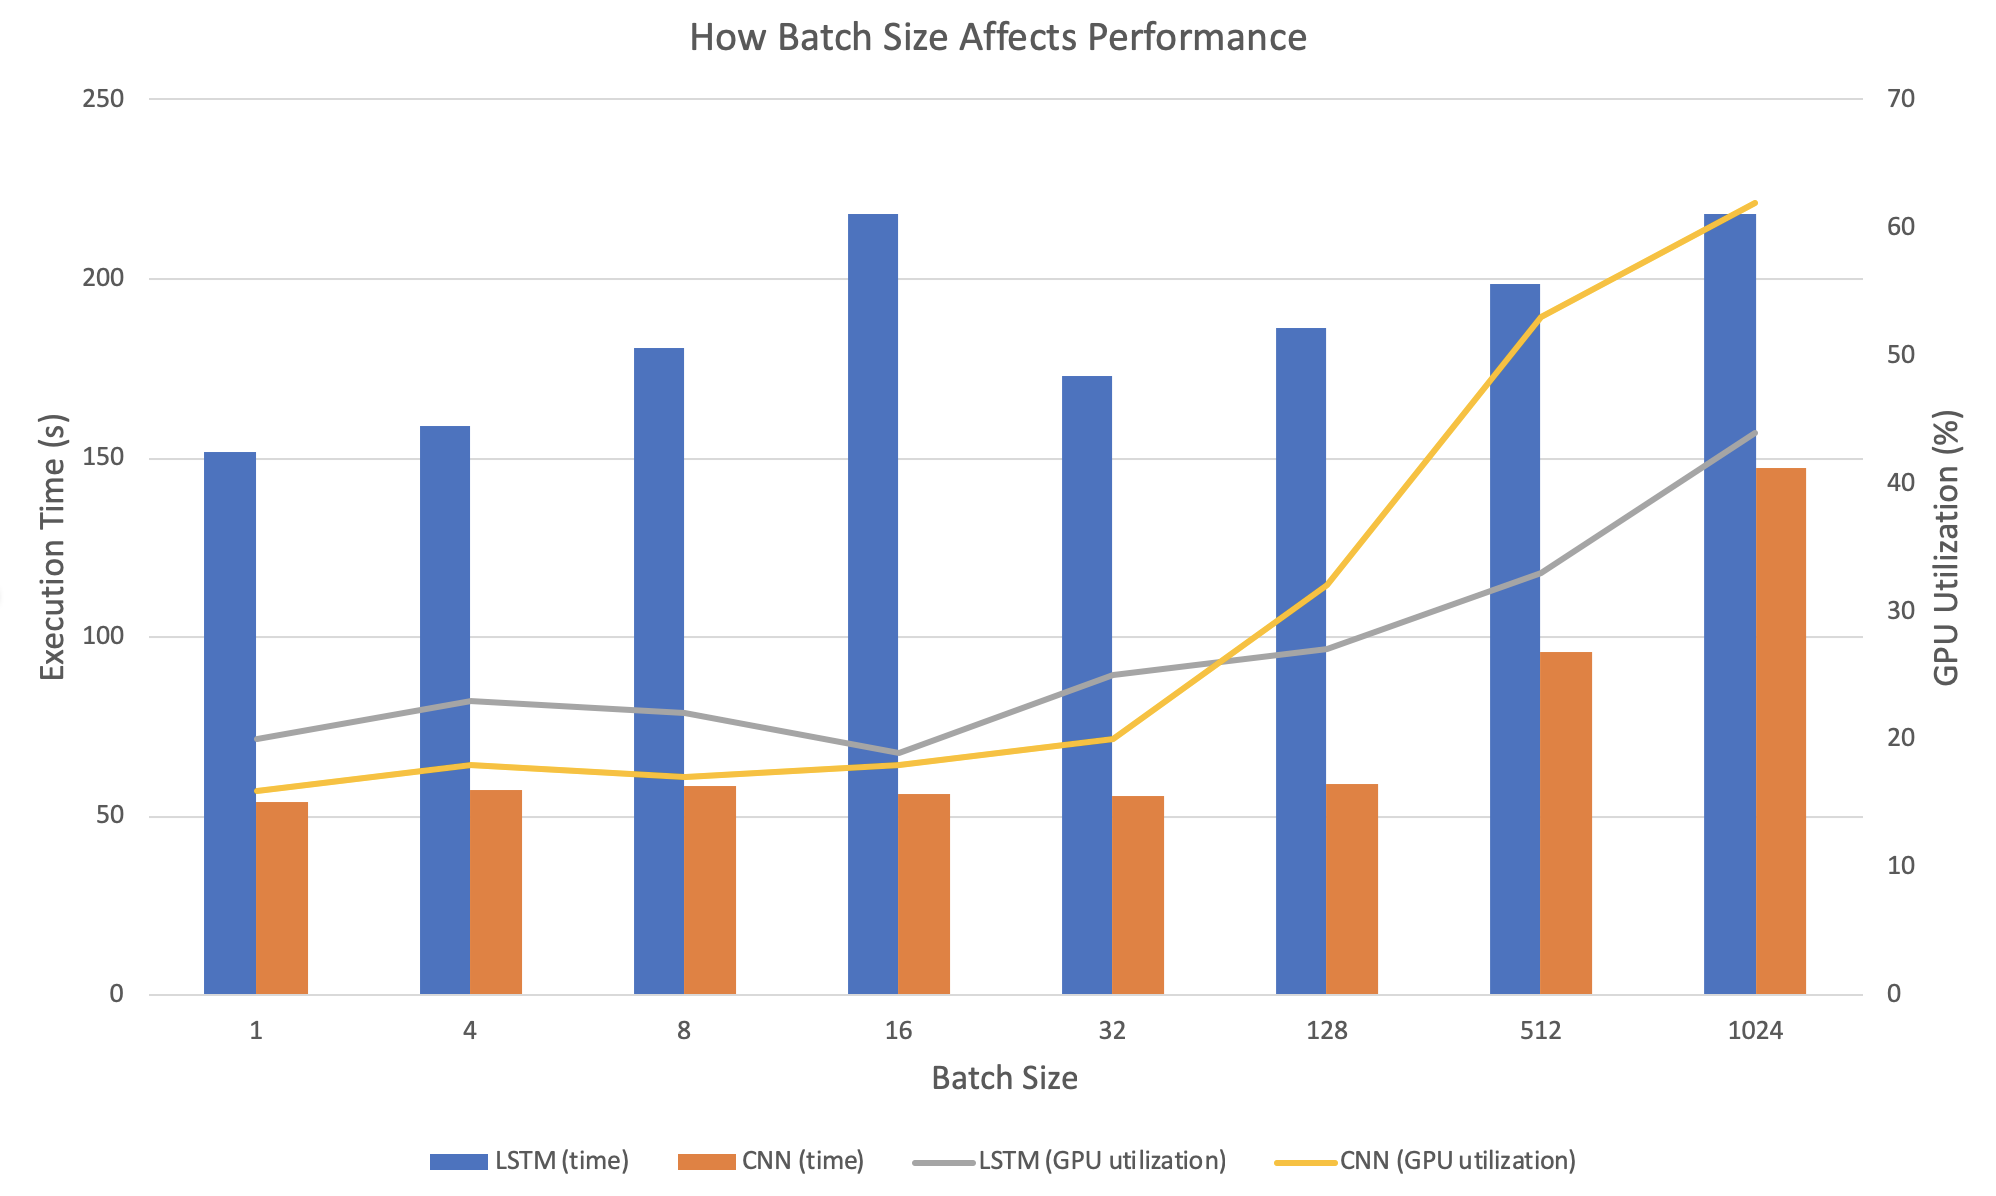 How Batch Size Affects Performance
250
200
150
100
50
0
70
60
50
40
30
20
10
0
Execution Time (s)
GPU Utilization (%)
1 4 8 16 32 128 512 1024
Batch Size
LSTM (time) CNN (time) LSTM (GPU utilization) CNN (GPU utilization)